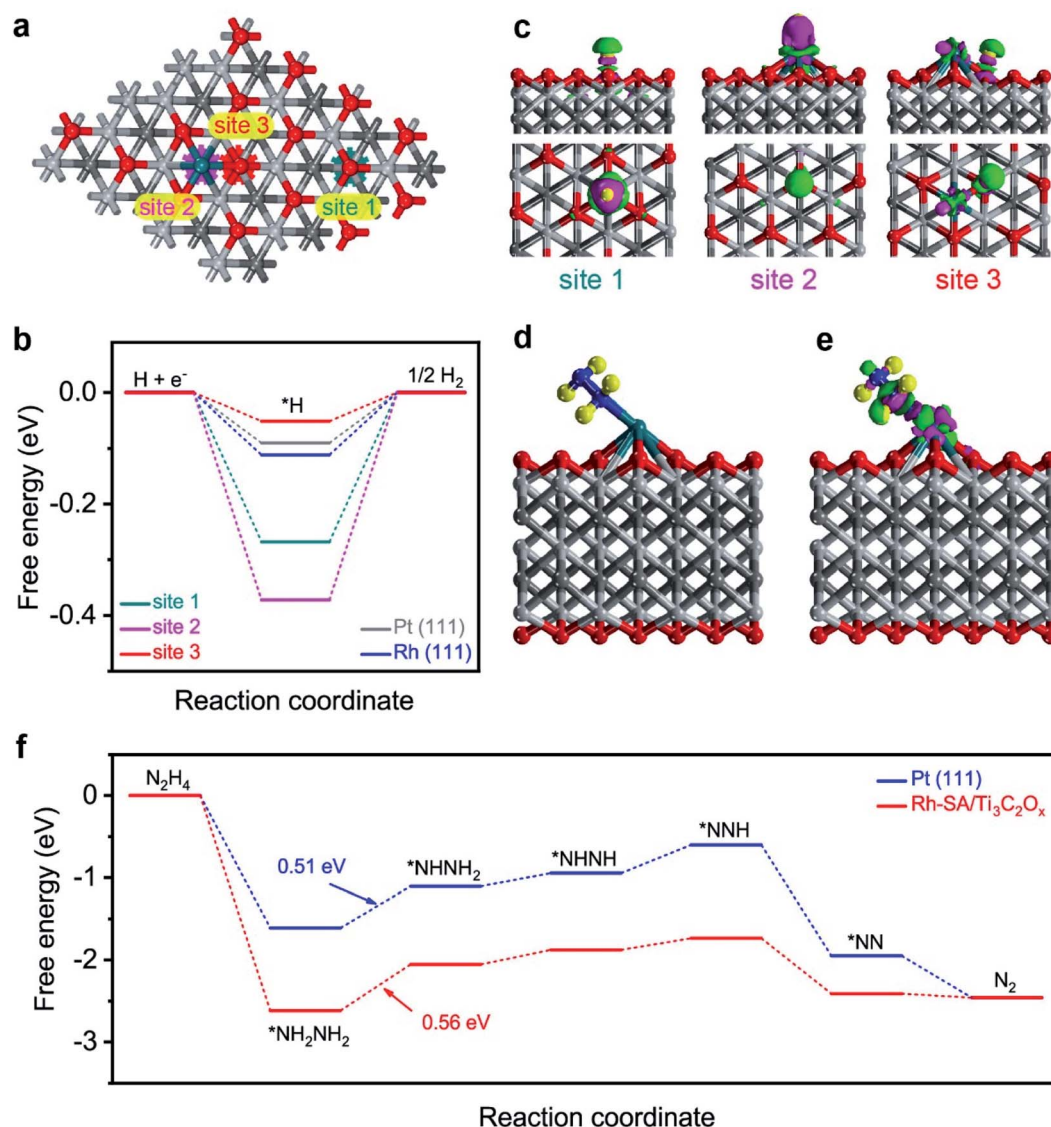 a
site 3
site 2
site 1
c
site 1
site 2
site 3
b
H + e⁻
*H
1/2 H₂
0.0
-0.2
-0.4
Free energy (eV)
site 1
site 2
site 3
Pt (111)
Rh (111)
Reaction coordinate
d
e
f
N₂H₄
Pt (111)
Rh-SA/Ti₃C₂Oₓ
0
-1
-2
-3
Free energy (eV)
0.51 eV
*NHNH₂
*NHNH
*NNH
*NN
N₂
*NH₂NH₂
0.56 eV
Reaction coordinate